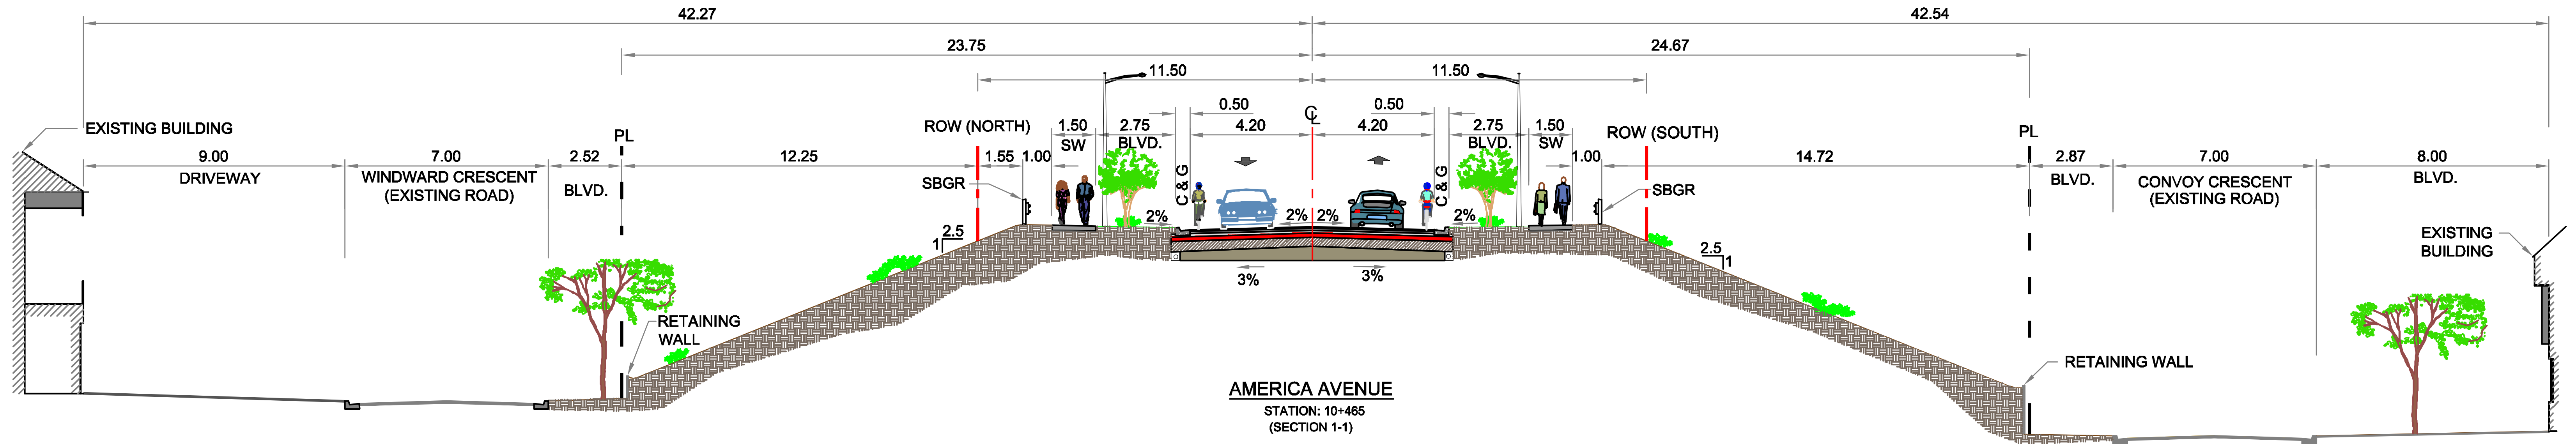 42.27
42.54
23.75
24.67
11.50
11.50
0.50
0.50
EXISTING BUILDING
PL
ROW (NORTH)
1.50
SW
2.75
BLVD.
4.20
CL
4.20
2.75
BLVD.
1.50
SW
ROW (SOUTH)
PL
9.00
DRIVEWAY
7.00
WINDWARD CRESCENT
(EXISTING ROAD)
2.52
BLVD.
12.25
1.55
1.00
1.00
14.72
2.87
BLVD.
7.00
CONVOY CRESCENT
(EXISTING ROAD)
8.00
BLVD.
SBGR
C & G
C & G
SBGR
2%
2%
2%
2%
2.5
1
2.5
1
EXISTING
BUILDING
3%
3%
RETAINING
WALL
RETAINING WALL
AMERICA AVENUE
STATION: 10+465
(SECTION 1-1)